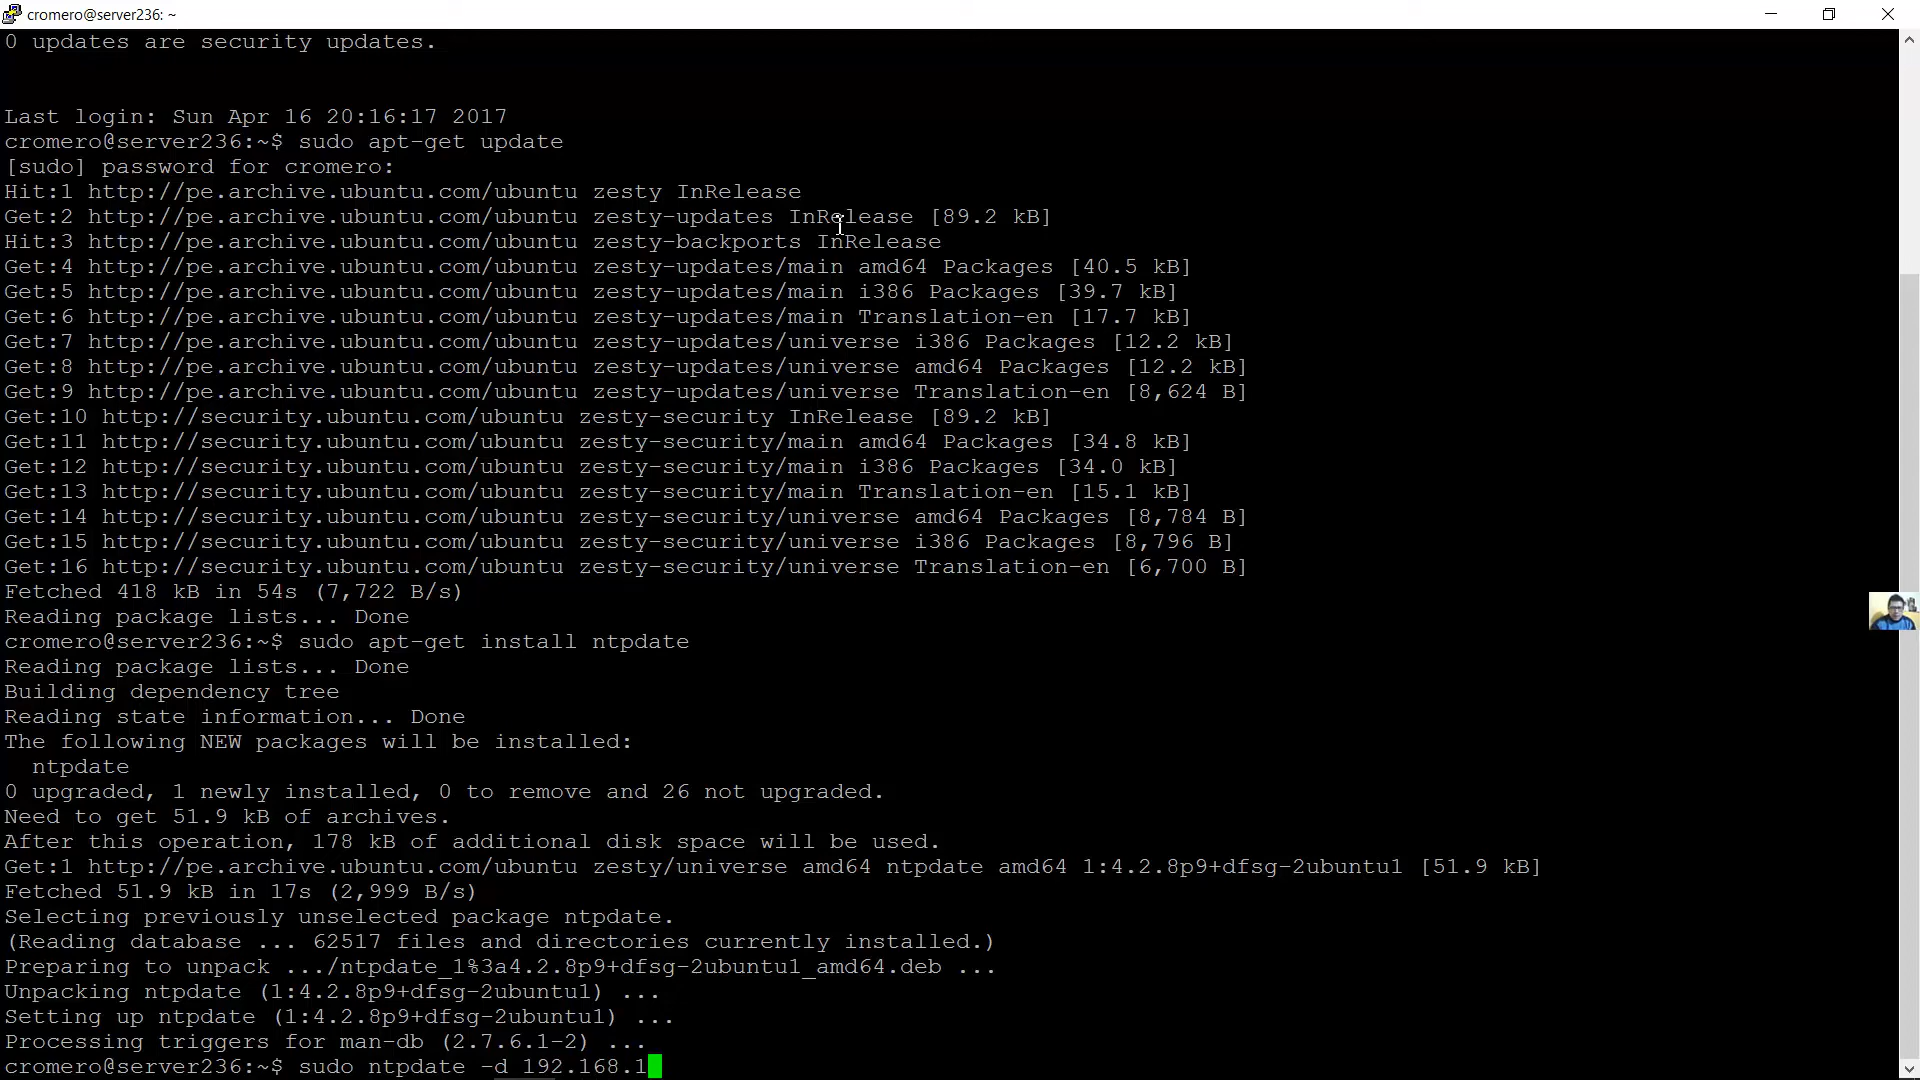 cromero@server236: ~
0 updates are security updates.
Last login: Sun Apr 16 20:16:17 2017
cromero@server236:~$ sudo apt-get update
[sudo] password for cromero:
Hit:1 http://pe.archive.ubuntu.com/ubuntu zesty InRelease
Get:2 http://pe.archive.ubuntu.com/ubuntu zesty-updates InRelease [89.2 kB]
Hit:3 http://pe.archive.ubuntu.com/ubuntu zesty-backports InRelease
Get:4 http://pe.archive.ubuntu.com/ubuntu zesty-updates/main amd64 Packages [40.5 kB]
Get:5 http://pe.archive.ubuntu.com/ubuntu zesty-updates/main i386 Packages [39.7 kB]
Get:6 http://pe.archive.ubuntu.com/ubuntu zesty-updates/main Translation-en [17.7 kB]
Get:7 http://pe.archive.ubuntu.com/ubuntu zesty-updates/universe i386 Packages [12.2 kB]
Get:8 http://pe.archive.ubuntu.com/ubuntu zesty-updates/universe amd64 Packages [12.2 kB]
Get:9 http://pe.archive.ubuntu.com/ubuntu zesty-updates/universe Translation-en [8,624 B]
Get:10 http://security.ubuntu.com/ubuntu zesty-security InRelease [89.2 kB]
Get:11 http://security.ubuntu.com/ubuntu zesty-security/main amd64 Packages [34.8 kB]
Get:12 http://security.ubuntu.com/ubuntu zesty-security/main i386 Packages [34.0 kB]
Get:13 http://security.ubuntu.com/ubuntu zesty-security/main Translation-en [15.1 kB]
Get:14 http://security.ubuntu.com/ubuntu zesty-security/universe amd64 Packages [8,784 B]
Get:15 http://security.ubuntu.com/ubuntu zesty-security/universe i386 Packages [8,796 B]
Get:16 http://security.ubuntu.com/ubuntu zesty-security/universe Translation-en [6,700 B]
Fetched 418 kB in 54s (7,722 B/s)
Reading package lists... Done
cromero@server236:~$ sudo apt-get install ntpdate
Reading package lists... Done
Building dependency tree
Reading state information... Done
The following NEW packages will be installed:
  ntpdate
0 upgraded, 1 newly installed, 0 to remove and 26 not upgraded.
Need to get 51.9 kB of archives.
After this operation, 178 kB of additional disk space will be used.
Get:1 http://pe.archive.ubuntu.com/ubuntu zesty/universe amd64 ntpdate amd64 1:4.2.8p9+dfsg-2ubuntu1 [51.9 kB]
Fetched 51.9 kB in 17s (2,999 B/s)
Selecting previously unselected package ntpdate.
(Reading database ... 62517 files and directories currently installed.)
Preparing to unpack .../ntpdate_1%3a4.2.8p9+dfsg-2ubuntu1_amd64.deb ...
Unpacking ntpdate (1:4.2.8p9+dfsg-2ubuntu1) ...
Setting up ntpdate (1:4.2.8p9+dfsg-2ubuntu1) ...
Processing triggers for man-db (2.7.6.1-2) ...
cromero@server236:~$ sudo ntpdate -d 192.168.1